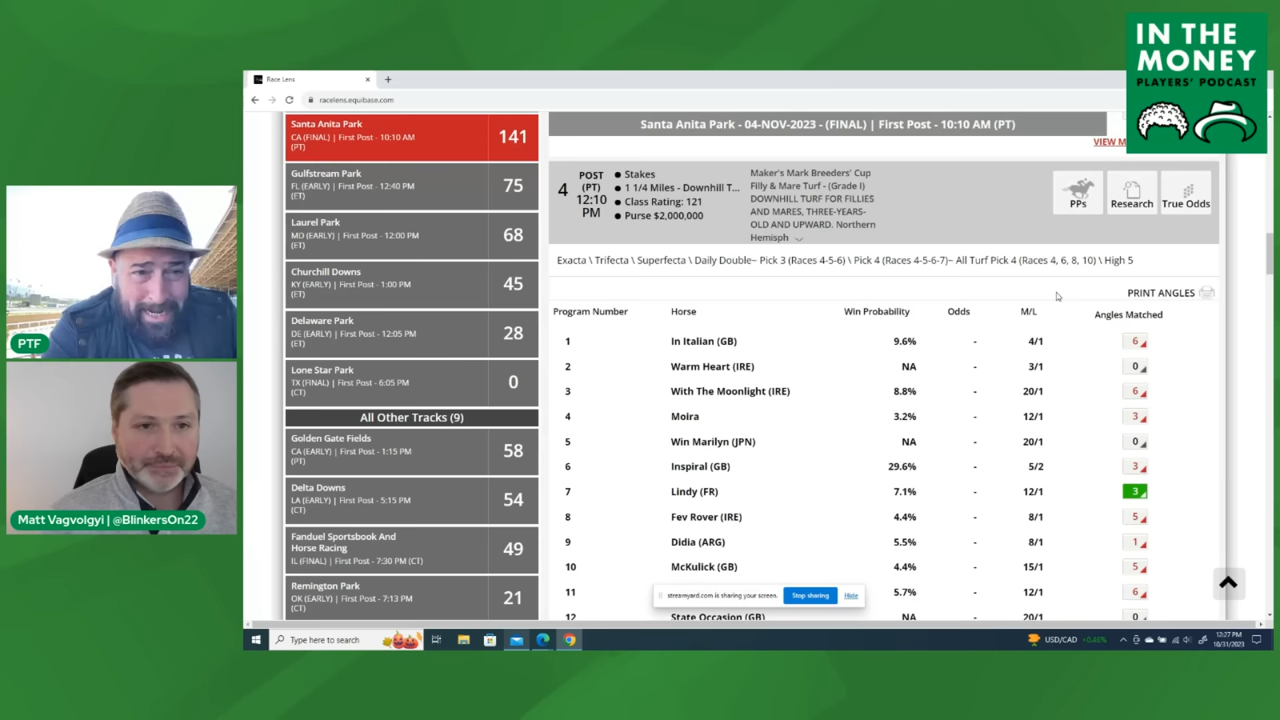 IN THE
MONEY
PLAYERS' PODCAST
Race Lens
racelens.equibase.com
Santa Anita Park
CA (FINAL) | First Post - 10:10 AM
(PT)
141
Gulfstream Park
FL (EARLY) | First Post - 12:40 PM
(ET)
75
Laurel Park
MD (EARLY) | First Post - 12:00 PM
(ET)
68
Churchill Downs
KY (EARLY) | First Post - 1:00 PM
(ET)
45
Delaware Park
DE (EARLY) | First Post - 12:05 PM
(ET)
28
Lone Star Park
TX (FINAL) | First Post - 6:05 PM
(CT)
0
All Other Tracks (9)
Golden Gate Fields
CA (EARLY) | First Post - 1:15 PM
(PT)
58
Delta Downs
LA (EARLY) | First Post - 5:15 PM
(CT)
54
Fanduel Sportsbook And
Horse Racing
IL (FINAL) | First Post - 7:30 PM (CT)
49
Remington Park
OK (EARLY) | First Post - 7:13 PM
(CT)
21
Santa Anita Park - 04-NOV-2023 - (FINAL) | First Post - 10:10 AM (PT)
VIEW M
4
POST
(PT)
12:10
PM
Stakes
1 1/4 Miles - Downhill T...
Class Rating: 121
Purse $2,000,000
Maker's Mark Breeders' Cup
Filly & Mare Turf - (Grade I)
DOWNHILL TURF FOR FILLIES
AND MARES, THREE-YEARS-
OLD AND UPWARD. Northern
Hemisph
PPs
Research
True Odds
Exacta \ Trifecta \ Superfecta \ Daily Double~ Pick 3 (Races 4-5-6) \ Pick 4 (Races 4-5-6-7)~ All Turf Pick 4 (Races 4, 6, 8, 10) \ High 5
PRINT ANGLES
Program Number Horse Win Probability Odds M/L Angles Matched
1 In Italian (GB) 9.6% - 4/1 6
2 Warm Heart (IRE) NA - 3/1 0
3 With The Moonlight (IRE) 8.8% - 20/1 6
4 Moira 3.2% - 12/1 3
5 Win Marilyn (JPN) NA - 20/1 0
6 Inspiral (GB) 29.6% - 5/2 3
7 Lindy (FR) 7.1% - 12/1 3
8 Fev Rover (IRE) 4.4% - 8/1 5
9 Didia (ARG) 5.5% - 8/1 1
10 McKulick (GB) 4.4% - 15/1 5
11 5.7% - 12/1 6
12 State Occasion (GB) NA - 20/1 0
streamyard.com is sharing your screen.
Stop sharing
Hide
PTF
Matt Vagvolgyi | @BlinkersOn22
Type here to search
USD/CAD +0.46%
12:27 PM
10/31/2023